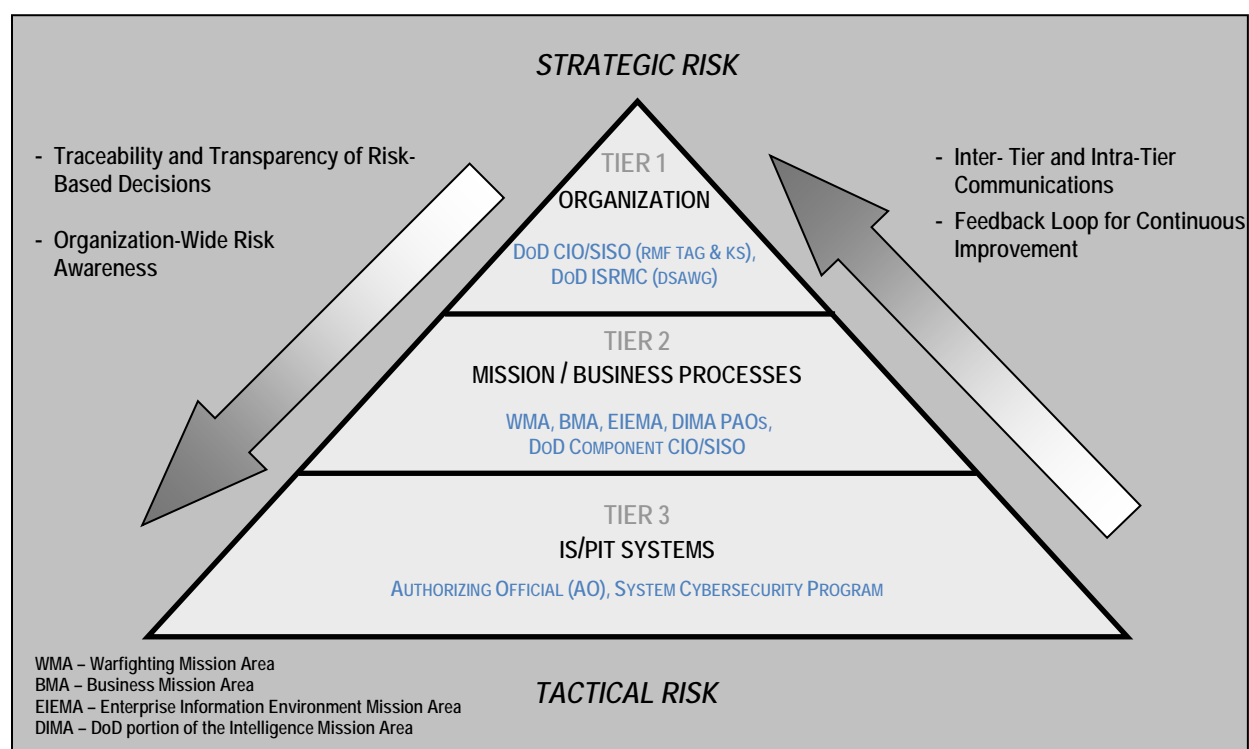 STRATEGIC RISK
- Traceability and Transparency of Risk-
Based Decisions
- Organization-Wide Risk
Awareness
- Inter- Tier and Intra-Tier
Communications
- Feedback Loop for Continuous
Improvement
TIER 1
ORGANIZATION
DOD CIO/SISO (RMF TAG & KS),
DOD ISRMC (DSAWG)
TIER 2
MISSION / BUSINESS PROCESSES
WMA, BMA, EIEMA, DIMA PAOS,
DOD COMPONENT CIO/SISO
TIER 3
IS/PIT SYSTEMS
AUTHORIZING OFFICIAL (AO), SYSTEM CYBERSECURITY PROGRAM
WMA – Warfighting Mission Area
BMA – Business Mission Area
EIEMA – Enterprise Information Environment Mission Area
DIMA – DoD portion of the Intelligence Mission Area
TACTICAL RISK